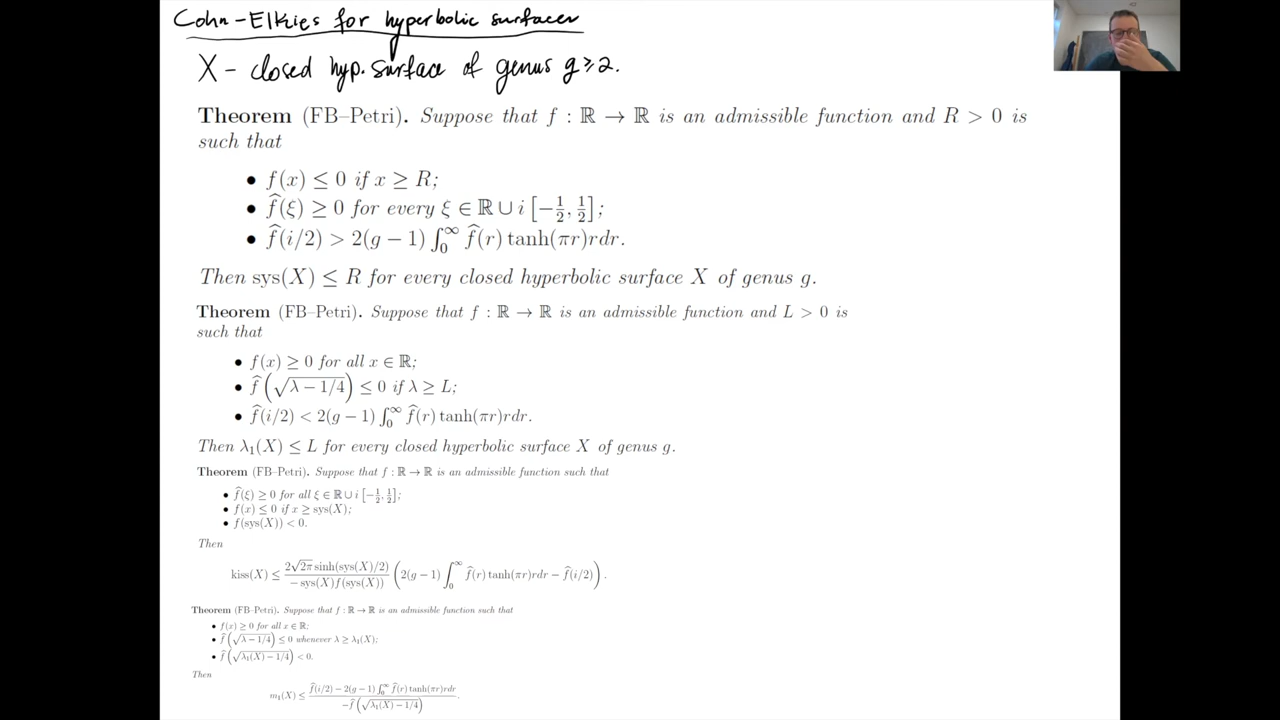 Cohn-Elkies for hyperbolic surfaces
X - closed hyp. surface of genus g ≥ 2.
Theorem (FB–Petri). Suppose that f : ℝ → ℝ is an admissible function and R > 0 is
such that
• f(x) ≤ 0 if x ≥ R;
• f̂(ξ) ≥ 0 for every ξ ∈ ℝ ∪ i [−1/2, 1/2];
• f̂(i/2) > 2(g − 1) ∫₀^∞ f̂(r) tanh(πr)rdr.
Then sys(X) ≤ R for every closed hyperbolic surface X of genus g.
Theorem (FB–Petri). Suppose that f : ℝ → ℝ is an admissible function and L > 0 is
such that
• f(x) ≥ 0 for all x ∈ ℝ;
• f̂(√(λ − 1/4)) ≤ 0 if λ ≥ L;
• f̂(i/2) < 2(g − 1) ∫₀^∞ f̂(r) tanh(πr)rdr.
Then λ₁(X) ≤ L for every closed hyperbolic surface X of genus g.
Theorem (FB–Petri). Suppose that f : ℝ → ℝ is an admissible function such that
• f̂(ξ) ≥ 0 for all ξ ∈ ℝ ∪ i [−1/2, 1/2];
• f(x) ≤ 0 if x ≥ sys(X);
• f(sys(X)) < 0.
Then
kiss(X) ≤ 2√(2π) sinh(sys(X)/2) / (− sys(X)f(sys(X))) (2(g − 1) ∫₀^∞ f̂(r) tanh(πr)rdr − f̂(i/2)).
Theorem (FB–Petri). Suppose that f : ℝ → ℝ is an admissible function such that
• f(x) ≥ 0 for all x ∈ ℝ;
• f̂(√(λ − 1/4)) ≤ 0 whenever λ ≥ λ₁(X);
• f̂(√(λ₁(X) − 1/4)) < 0.
Then
m₁(X) ≤ (f̂(i/2) − 2(g − 1) ∫₀^∞ f̂(r) tanh(πr)rdr) / (−f̂(√(λ₁(X) − 1/4))).